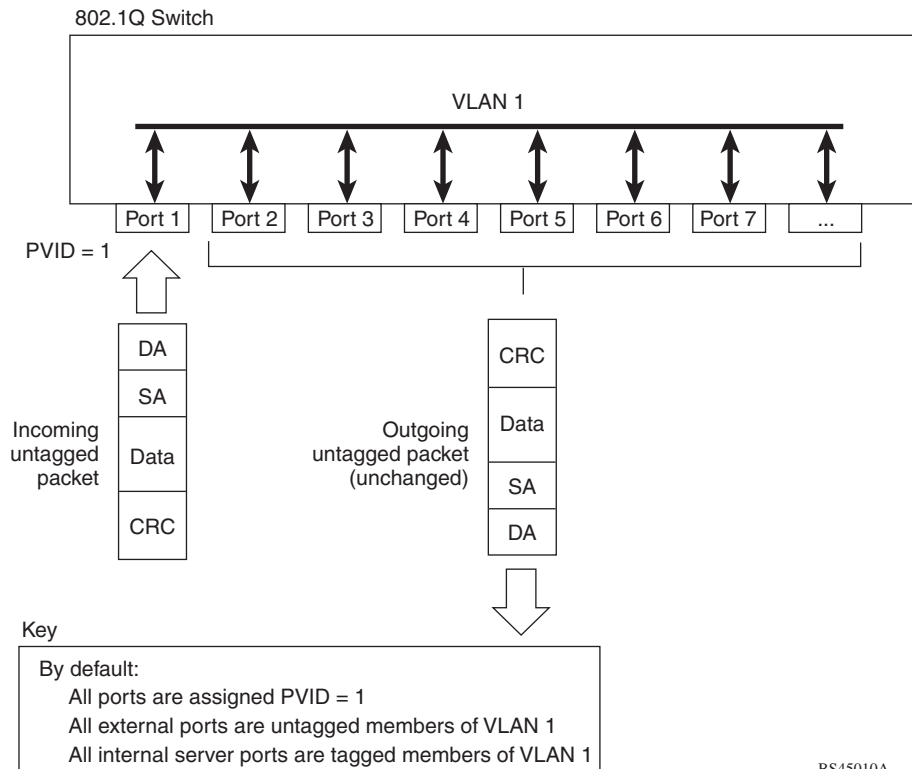 802.1Q Switch
VLAN 1
Port 1
Port 2
Port 3
Port 4
Port 5
Port 6
Port 7
...
PVID = 1
DA
SA
Data
CRC
Incoming
untagged
packet
CRC
Data
SA
DA
Outgoing
untagged packet
(unchanged)
Key
By default:
All ports are assigned PVID = 1
All external ports are untagged members of VLAN 1
All internal server ports are tagged members of VLAN 1
BS45010A